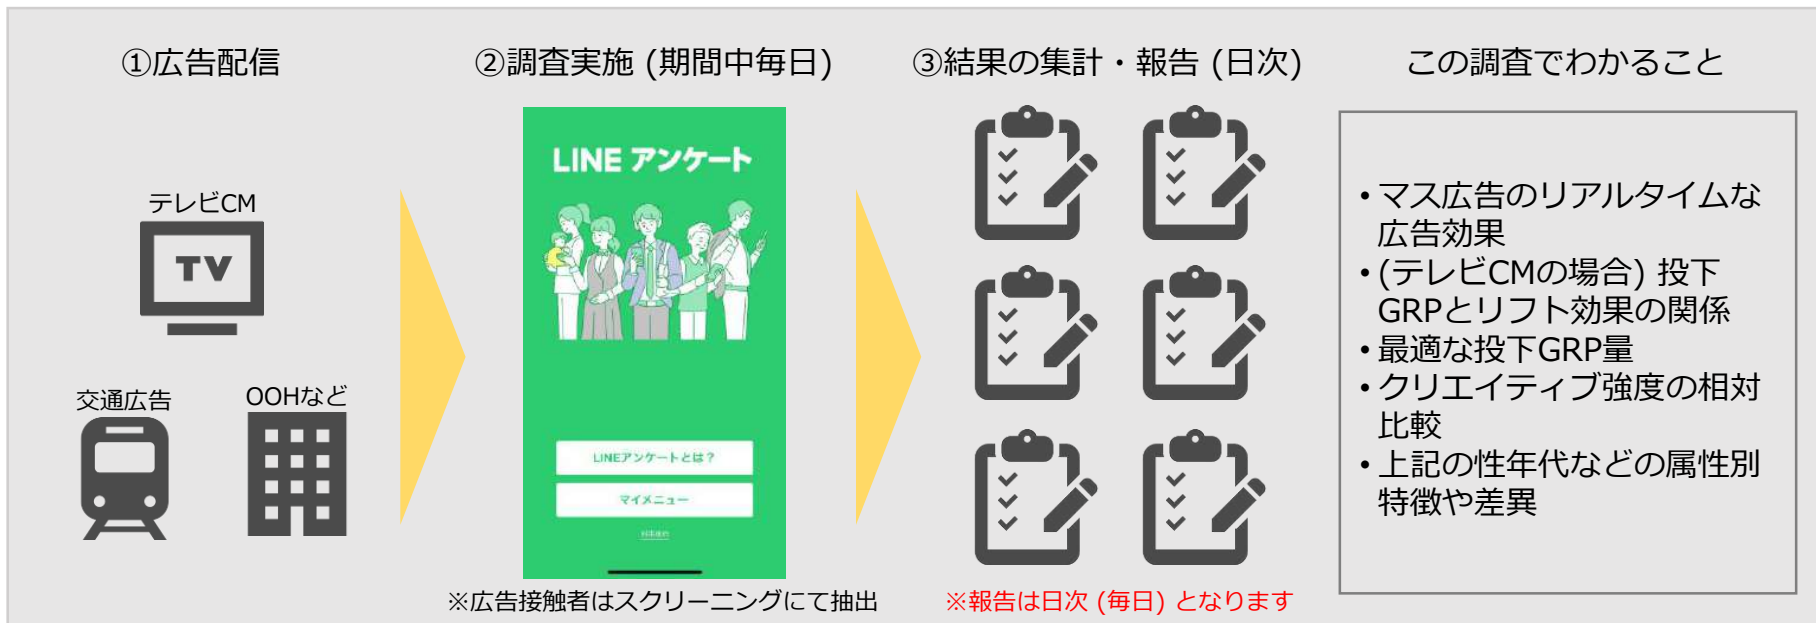 ①広告配信
②調査実施 (期間中毎日)
③結果の集計・報告 (日次)
この調査でわかること
テレビCM
TV
交通広告
OOHなど
LINE アンケート
LINEアンケートとは？
マイメニュー
利用規約
※広告接触者はスクリーニングにて抽出
※報告は日次 (毎日) となります
・マス広告のリアルタイムな
広告効果
・(テレビCMの場合) 投下
GRPとリフト効果の関係
・最適な投下GRP量
・クリエイティブ強度の相対
比較
・上記の性年代などの属性別
特徴や差異